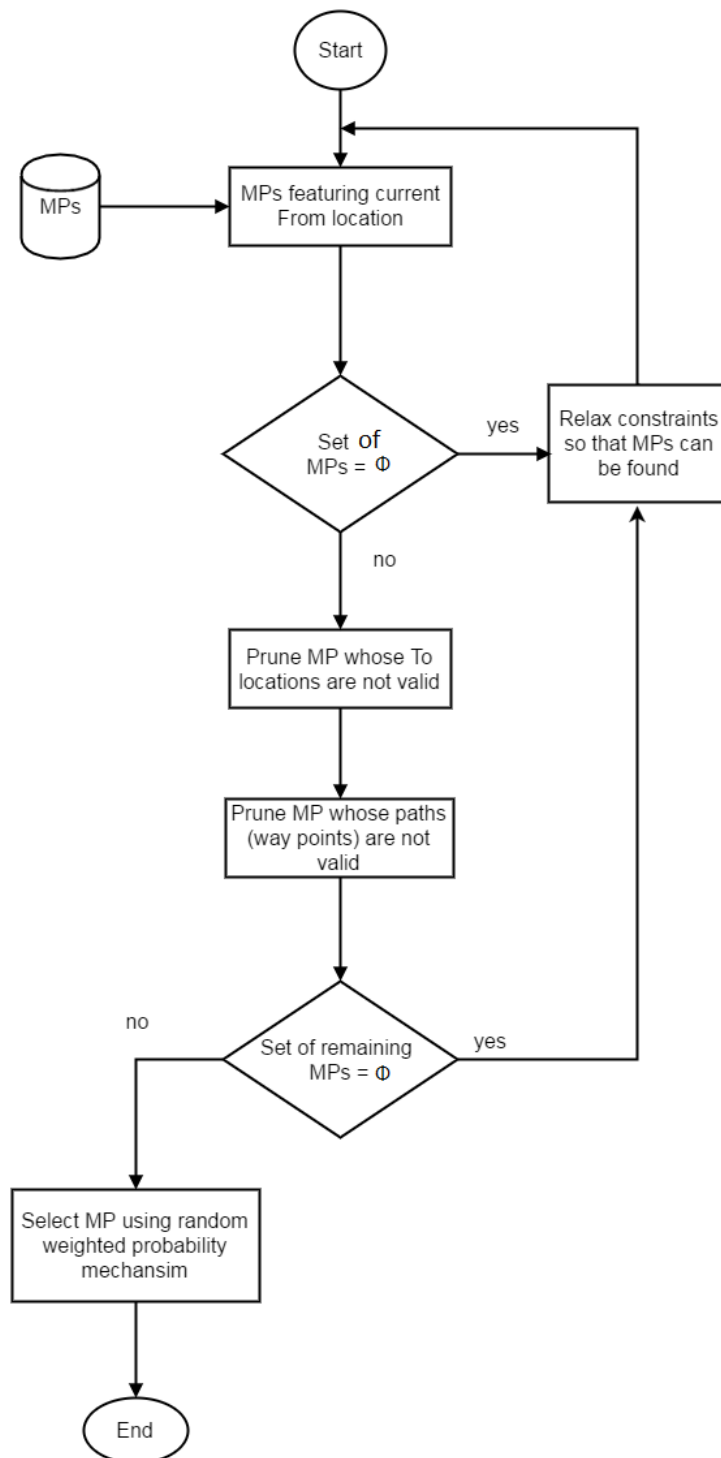 Start
MPs
MPs featuring current
From location
Set of
MPs = Φ
yes
Relax constraints
so that MPs can
be found
no
Prune MP whose To
locations are not valid
Prune MP whose paths
(way points) are not
valid
no
Set of remaining
MPs = Φ
yes
Select MP using random
weighted probability
mechansim
End